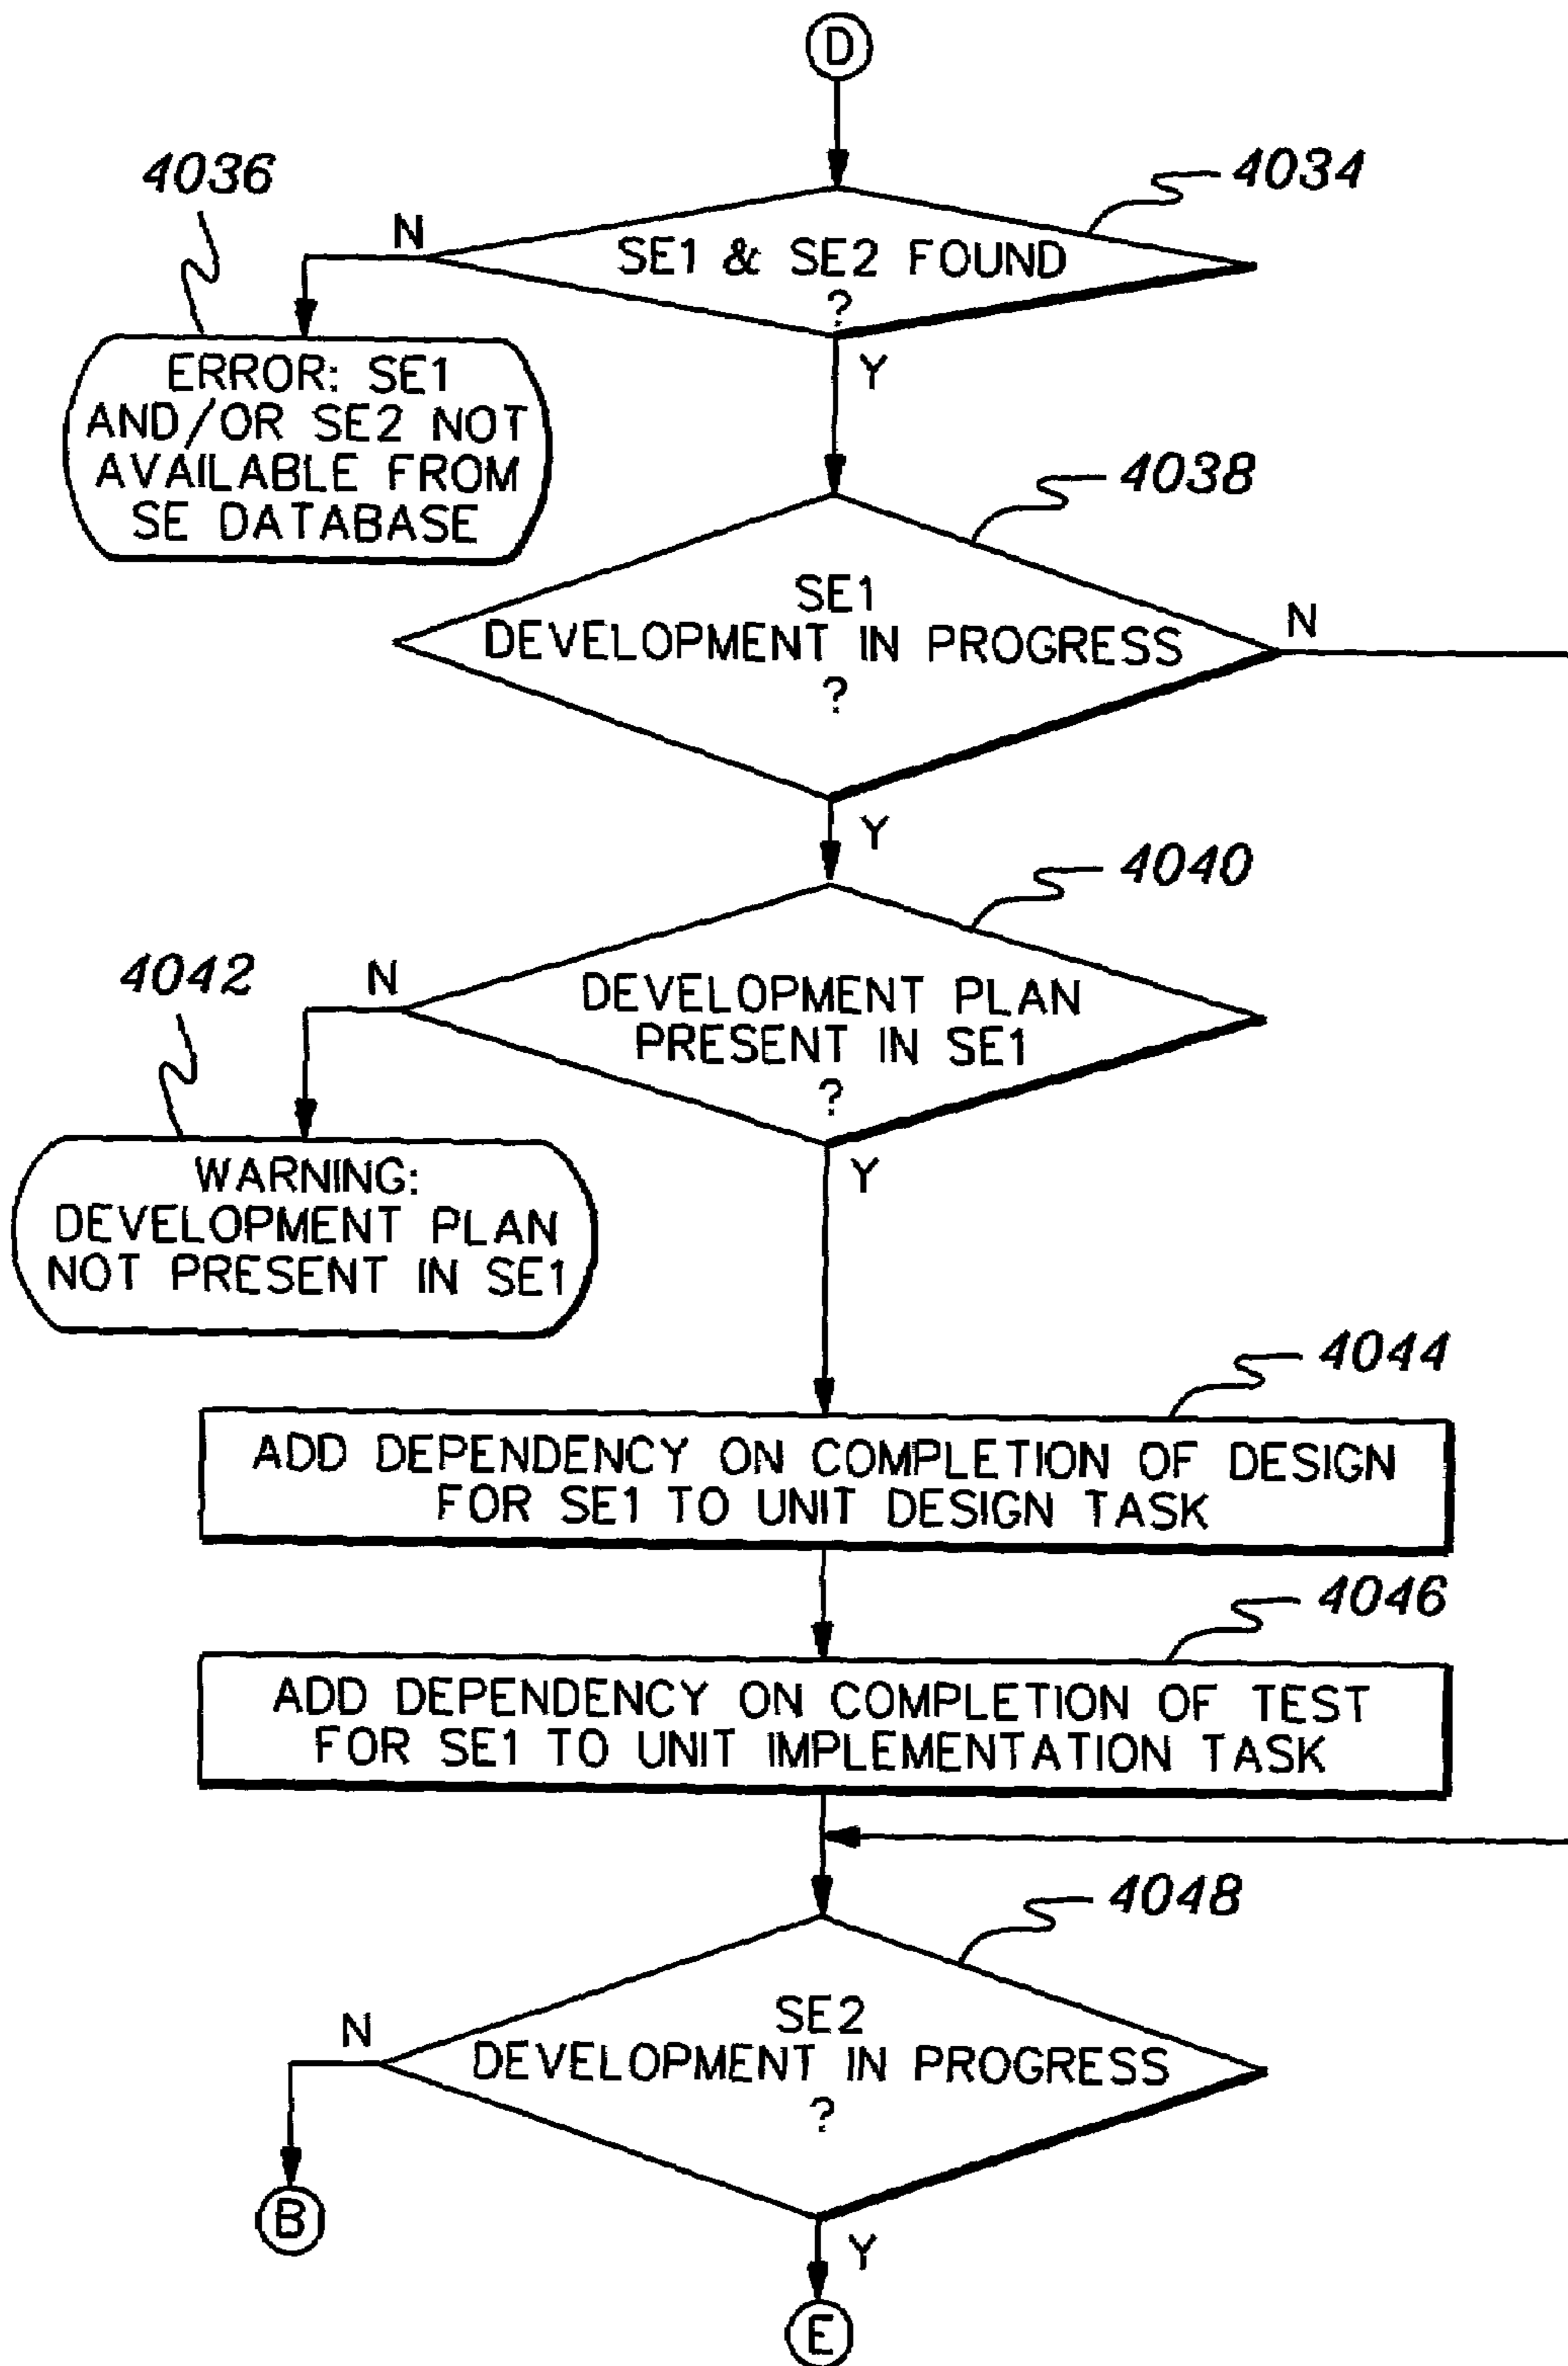 D
4036
4034
N
SE1 & SE2 FOUND
?
Y
ERROR: SE1
AND/OR SE2 NOT
AVAILABLE FROM
SE DATABASE
4038
SE1
DEVELOPMENT IN PROGRESS
?
N
Y
4040
4042
N
DEVELOPMENT PLAN
PRESENT IN SE1
?
Y
WARNING:
DEVELOPMENT PLAN
NOT PRESENT IN SE1
4044
ADD DEPENDENCY ON COMPLETION OF DESIGN
FOR SE1 TO UNIT DESIGN TASK
4046
ADD DEPENDENCY ON COMPLETION OF TEST
FOR SE1 TO UNIT IMPLEMENTATION TASK
4048
N
SE2
DEVELOPMENT IN PROGRESS
?
B
Y
E